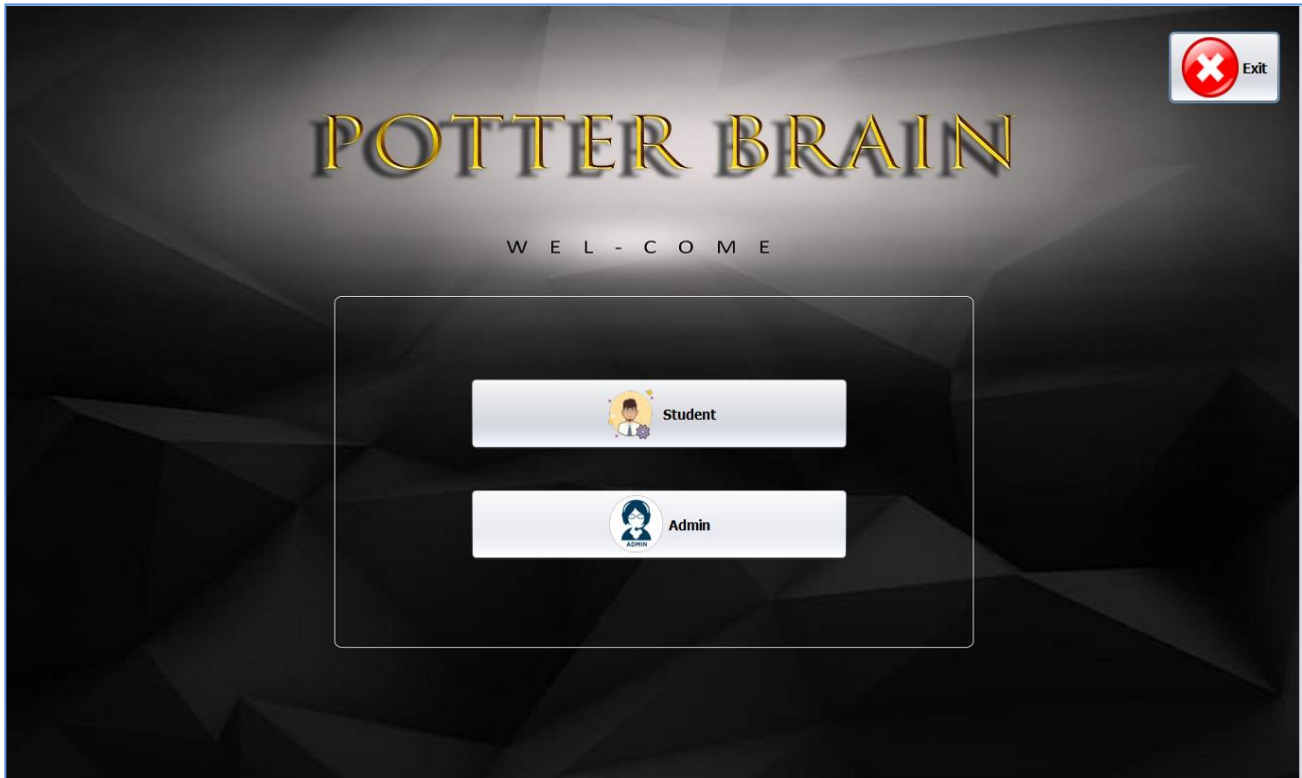 Exit
POTTER BRAIN
WEL-COME
Student
ADMIN
Admin